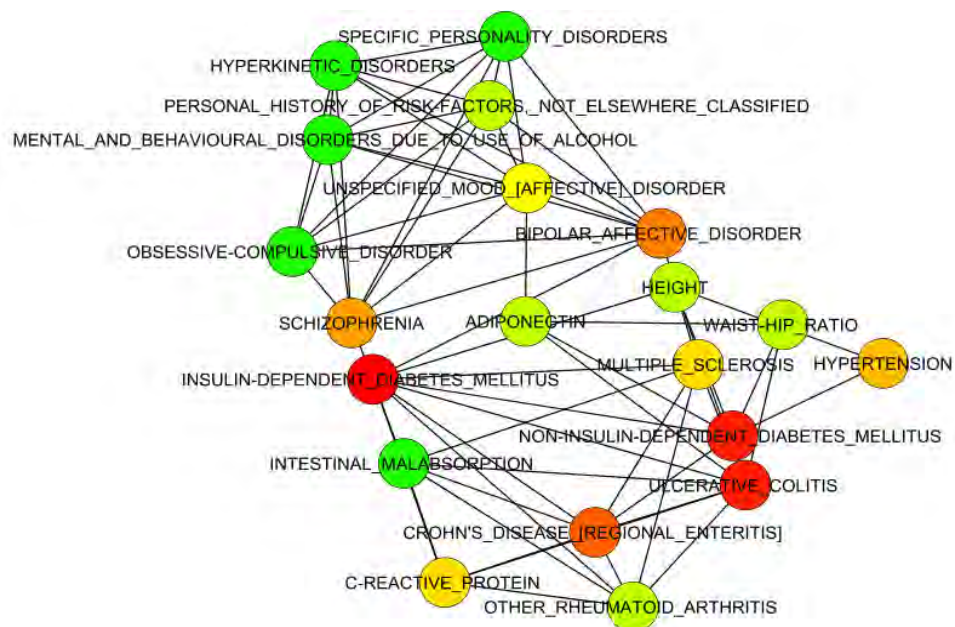 SPECIFIC_PERSONALITY_DISORDERS
HYPERKINETIC_DISORDERS
PERSONAL_HISTORY_OF_RISK-FACTORS,_NOT_ELSEWHERE_CLASSIFIED
MENTAL_AND_BEHAVIOURAL_DISORDERS_DUE_TO_USE_OF_ALCOHOL
UNSPECIFIED_MOOD_[AFFECTIVE]_DISORDER
BIPOLAR_AFFECTIVE_DISORDER
OBSESSIVE-COMPULSIVE_DISORDER
HEIGHT
SCHIZOPHRENIA
ADIPONECTIN
WAIST-HIP_RATIO
MULTIPLE_SCLEROSIS
HYPERTENSION
INSULIN-DEPENDENT_DIABETES_MELLITUS
NON-INSULIN-DEPENDENT_DIABETES_MELLITUS
INTESTINAL_MALABSORPTION
ULCERATIVE_COLITIS
CROHN'S_DISEASE_[REGIONAL_ENTERITIS]
C-REACTIVE_PROTEIN
OTHER_RHEUMATOID_ARTHRITIS